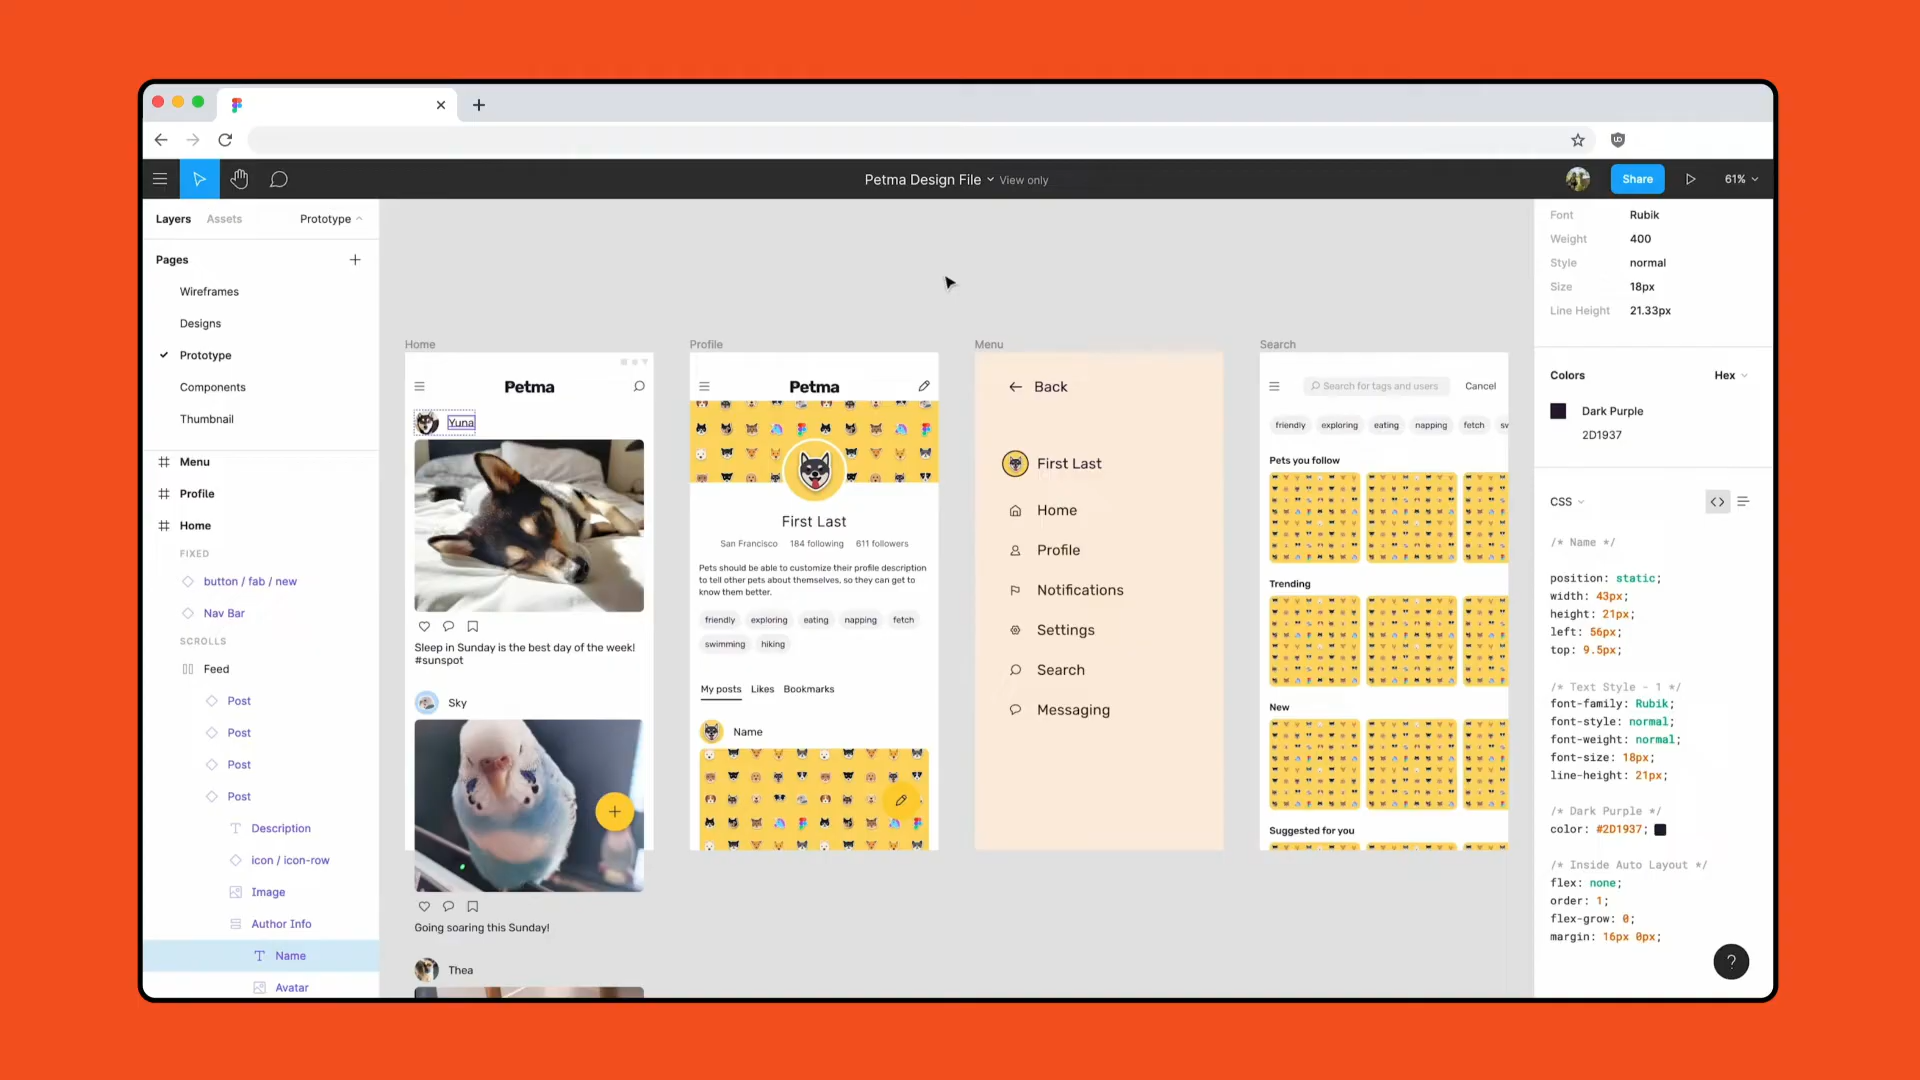 Petma Design File
View only
Share
61%
Layers
Assets
Prototype
Pages
Wireframes
Designs
Prototype
Components
Thumbnail
Menu
Profile
Home
FIXED
button / fab / new
Nav Bar
SCROLLS
Feed
Post
Post
Post
Post
Description
icon / icon-row
Image
Author Info
Name
Avatar
Home
Petma
Yuna
Sleep in Sunday is the best day of the week!
#sunspot
Sky
Going soaring this Sunday!
Thea
Profile
Petma
First Last
San Francisco 184 following 611 followers
Pets should be able to customize their profile description
to tell other pets about themselves, so they can get to
know them better.
friendly exploring eating napping fetch
swimming hiking
My posts Likes Bookmarks
Name
Menu
Back
First Last
Home
Profile
Notifications
Settings
Search
Messaging
Search
Search for tags and users
Cancel
friendly exploring eating napping fetch sw
Pets you follow
Trending
New
Suggested for you
Font Rubik
Weight 400
Style normal
Size 18px
Line Height 21.33px
Colors Hex
Dark Purple
2D1937
CSS
/* Name */
position: static;
width: 43px;
height: 21px;
left: 56px;
top: 9.5px;
/* Text Style - 1 */
font-family: Rubik;
font-style: normal;
font-weight: normal;
font-size: 18px;
line-height: 21px;
/* Dark Purple */
color: #2D1937;
/* Inside Auto Layout */
flex: none;
order: 1;
flex-grow: 0;
margin: 16px 0px;
?